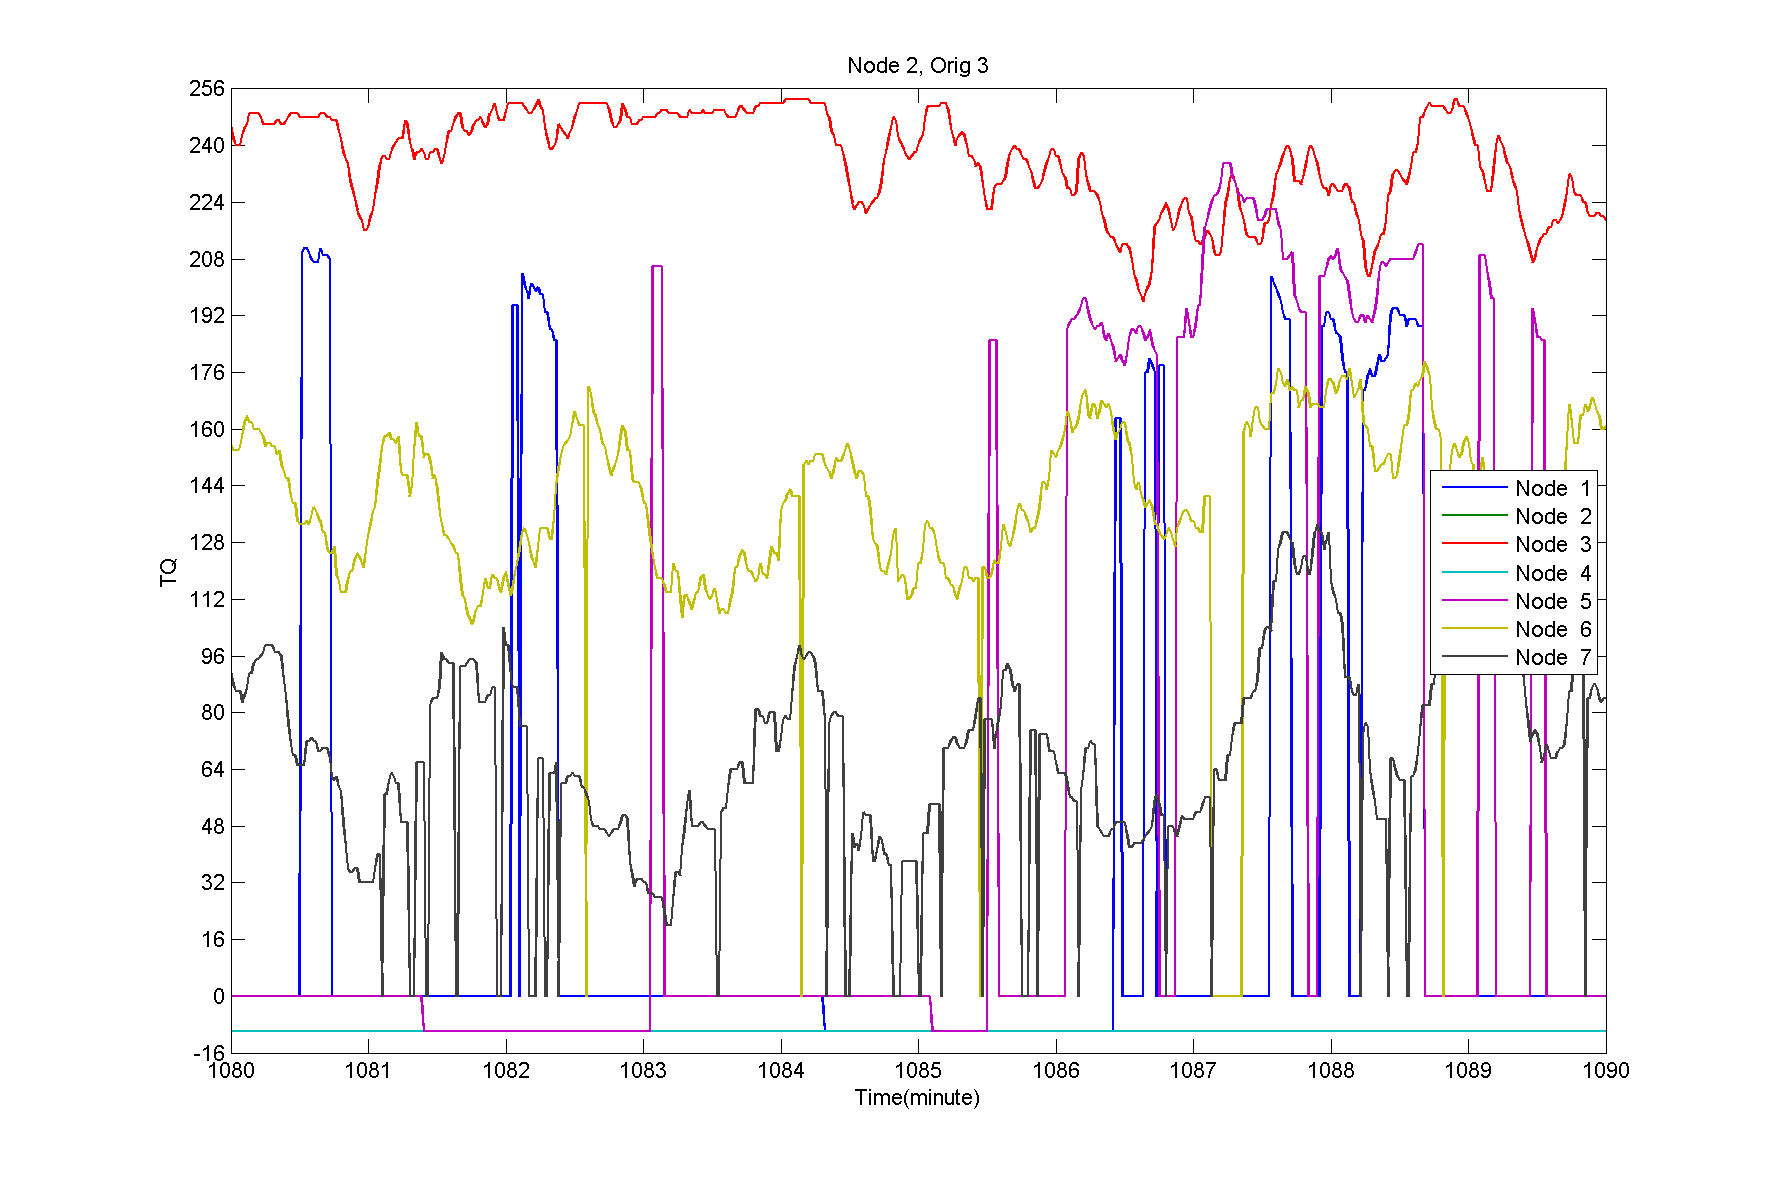 Node 2, Orig 3
256
240
224
208
192
176
160
144
128
112
96
80
64
48
32
16
0
-16
TQ
1080 1081 1082 1083 1084 1085 1086 1087 1088 1089 1090
Time(minute)
Node 1
Node 2
Node 3
Node 4
Node 5
Node 6
Node 7